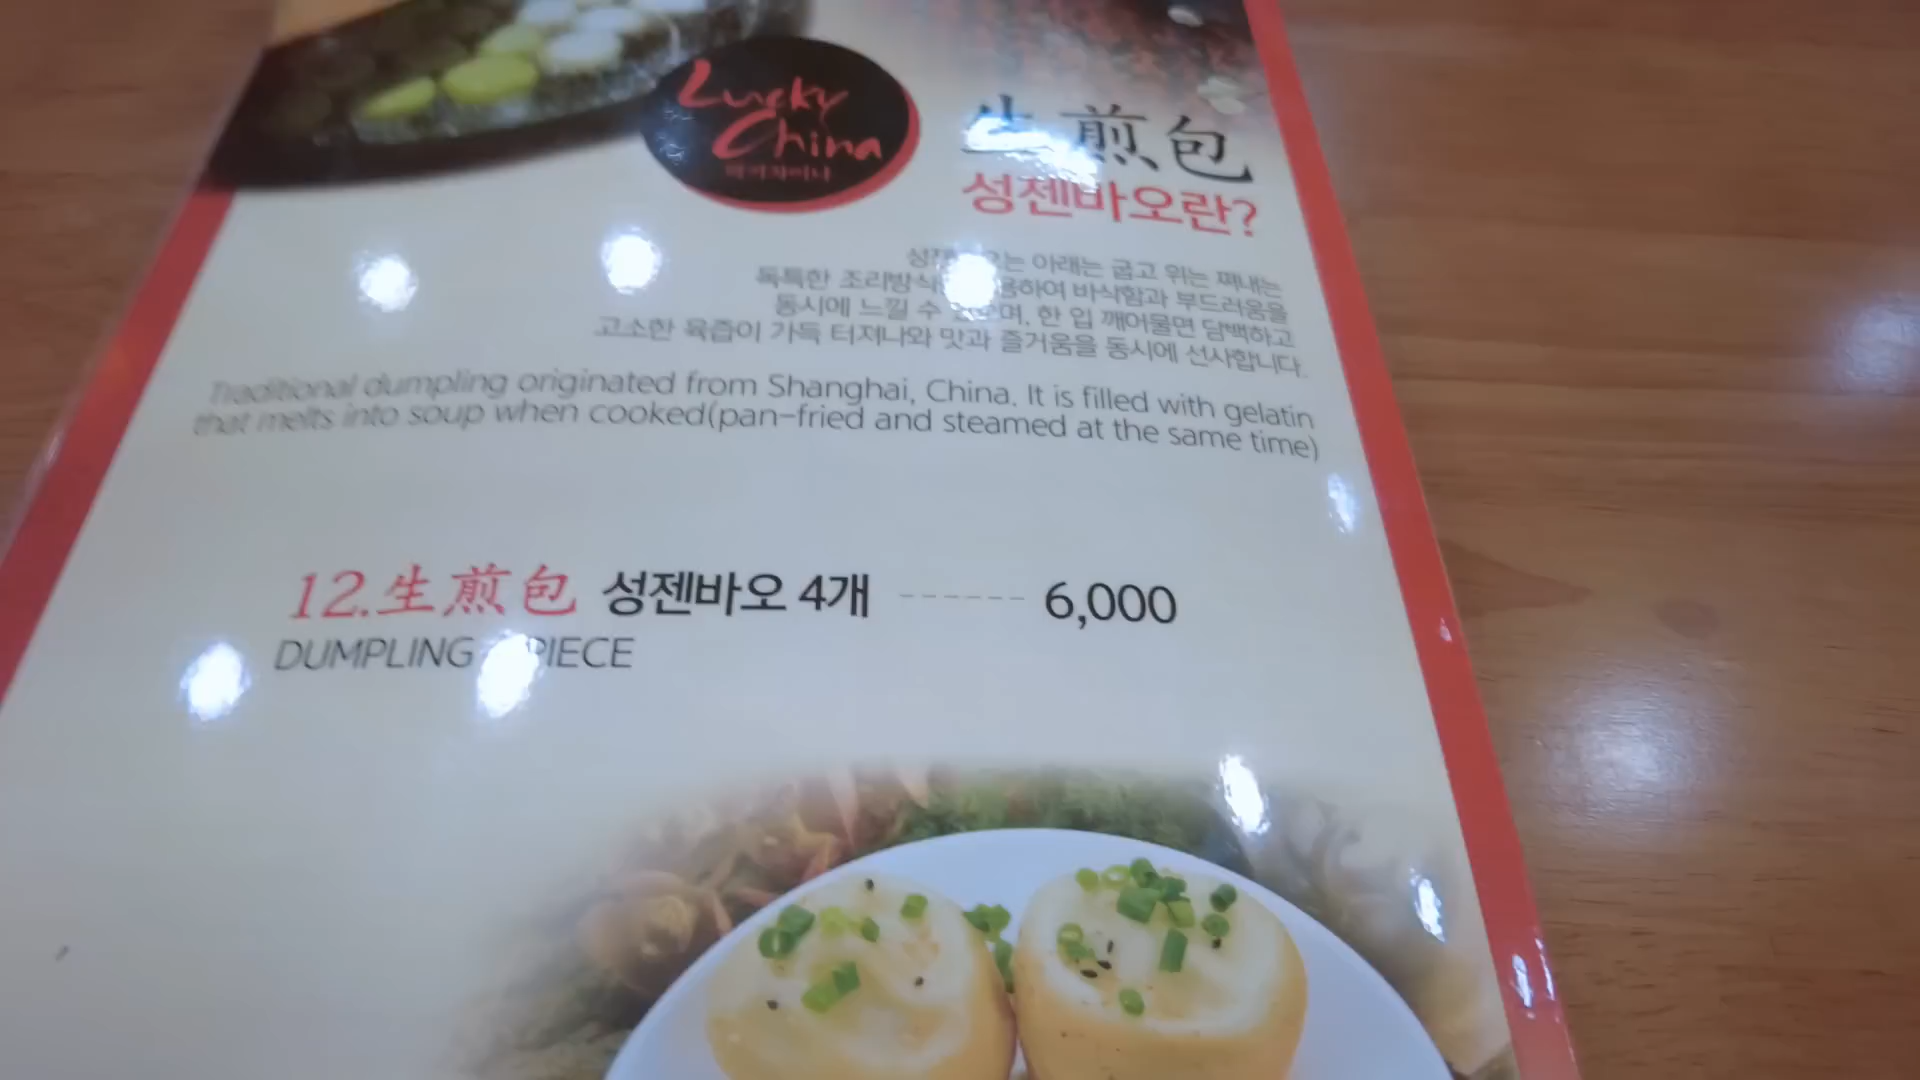 Lucky
China
럭키차이나
生煎包
성젠바오란?
는 아래는 굽고 위는 쪄내는
독특한 조리방식 하여 바삭함과 부드러움을
동시에 느낄 수 한 입 깨어물면 담백하고
고소한 육즙이 가득 터져나와 맛과 즐거움을 동시에 선사합니다.
Traditional dumpling originated from Shanghai, China. It is filled with gelatin
that melts into soup when cooked(pan-fried and steamed at the same time)
12.生煎包 성젠바오 4개 ------ 6,000
DUMPLING PIECE